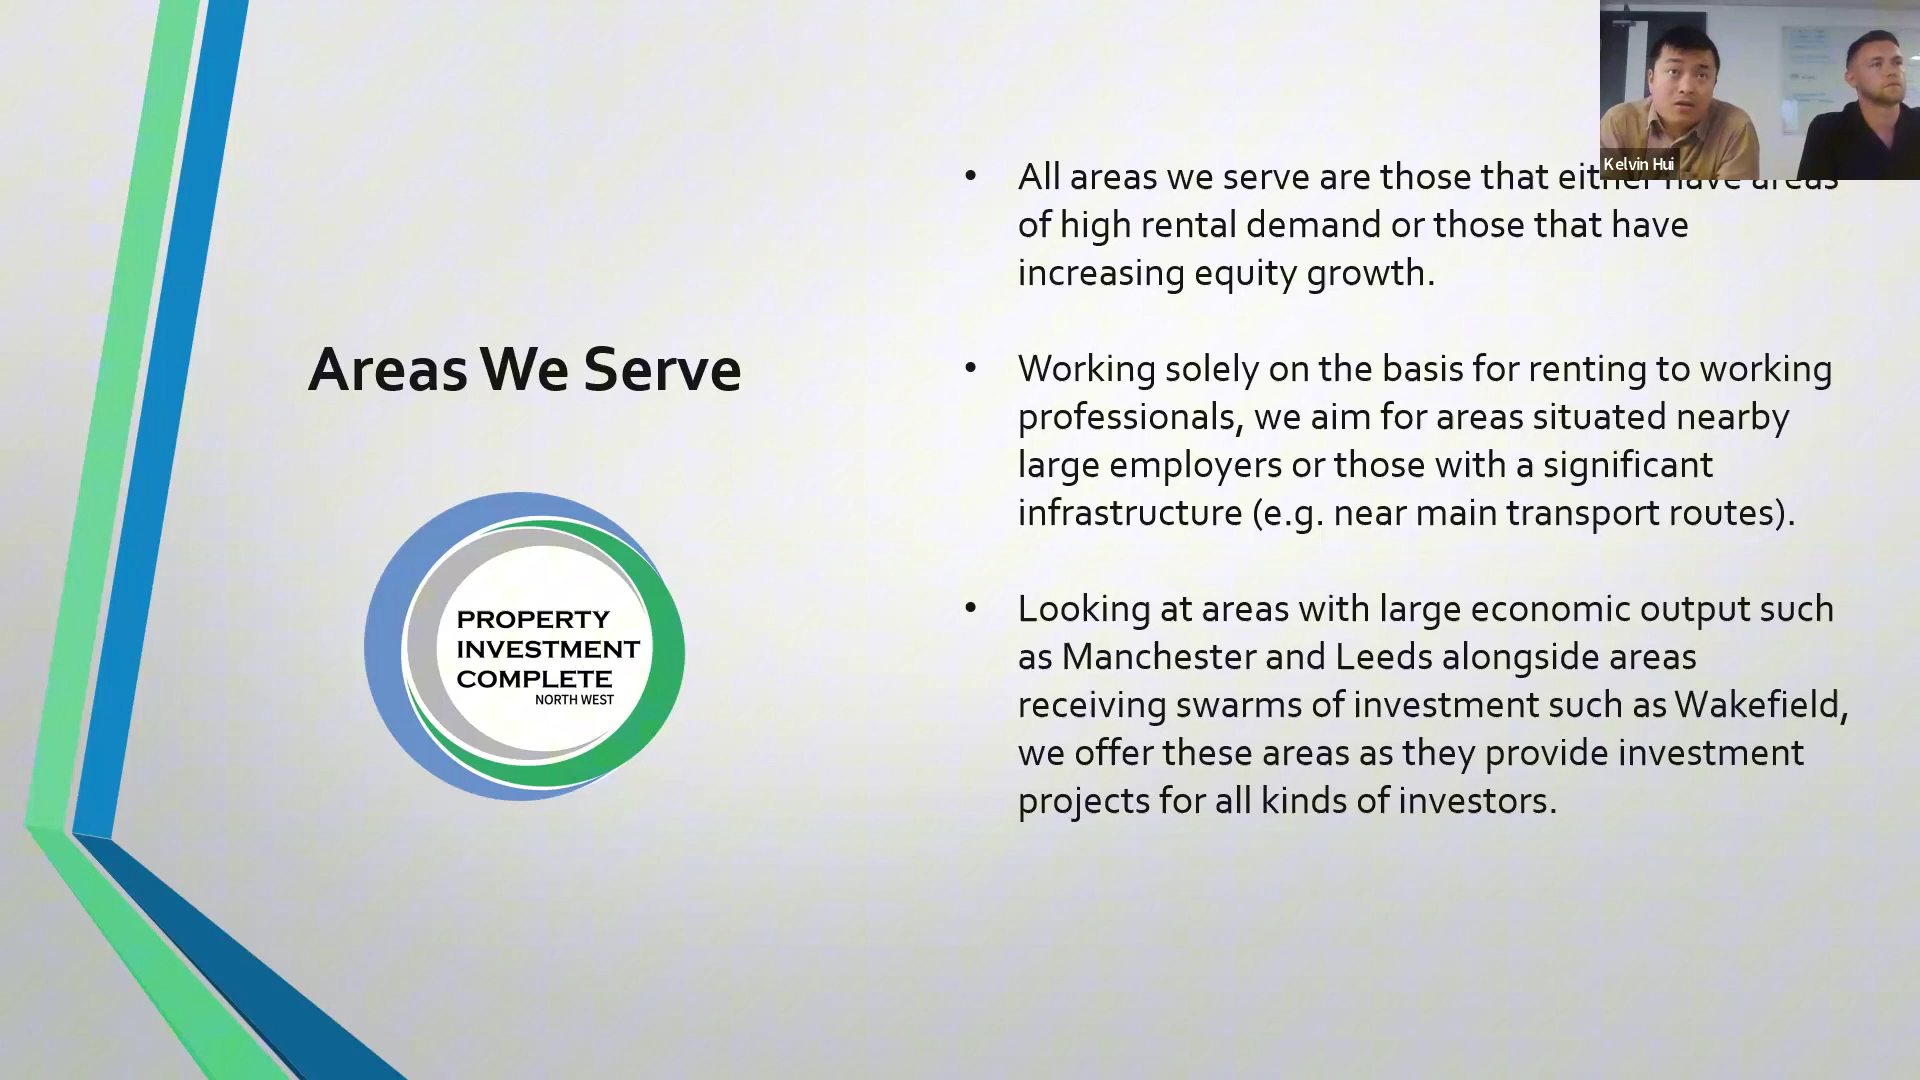 Kelvin Hui
Areas We Serve
PROPERTY
INVESTMENT
COMPLETE
NORTH WEST
• All areas we serve are those that either have areas
of high rental demand or those that have
increasing equity growth.
• Working solely on the basis for renting to working
professionals, we aim for areas situated nearby
large employers or those with a significant
infrastructure (e.g. near main transport routes).
• Looking at areas with large economic output such
as Manchester and Leeds alongside areas
receiving swarms of investment such as Wakefield,
we offer these areas as they provide investment
projects for all kinds of investors.